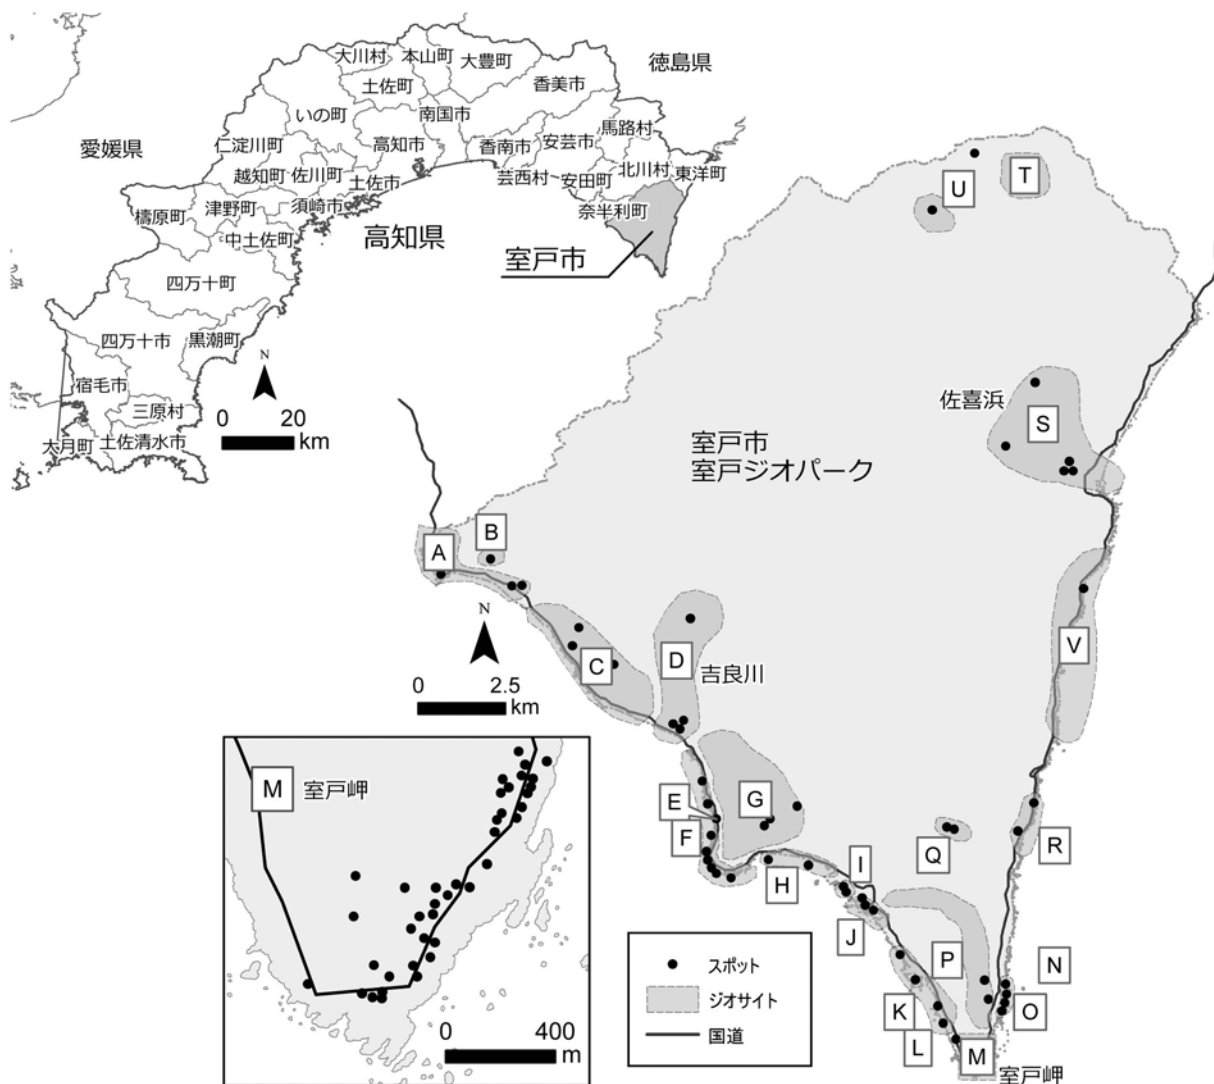 大川村
本山町
大豊町
徳島県
土佐町
香美市
いの町
南国市
馬路村
愛媛県
仁淀川町
高知市
香南市
安芸市
北川村
越知町
佐川町
土佐市
芸西村
安田町
東洋町
檮原町
津野町
須崎市
奈半利町
中土佐町
高知県
室戸市
四万十町
四万十市
黒潮町
宿毛市
三原村
大月町
土佐清水市
N
0 20
km
U
T
佐喜浜
S
室戸市
室戸ジオパーク
A
B
N
0 2.5
km
C
D
吉良川
V
E
F
G
H
I
J
Q
R
P
N
K
O
L
M
室戸岬
M
室戸岬
0 400
m
スポット
ジオサイト
国道